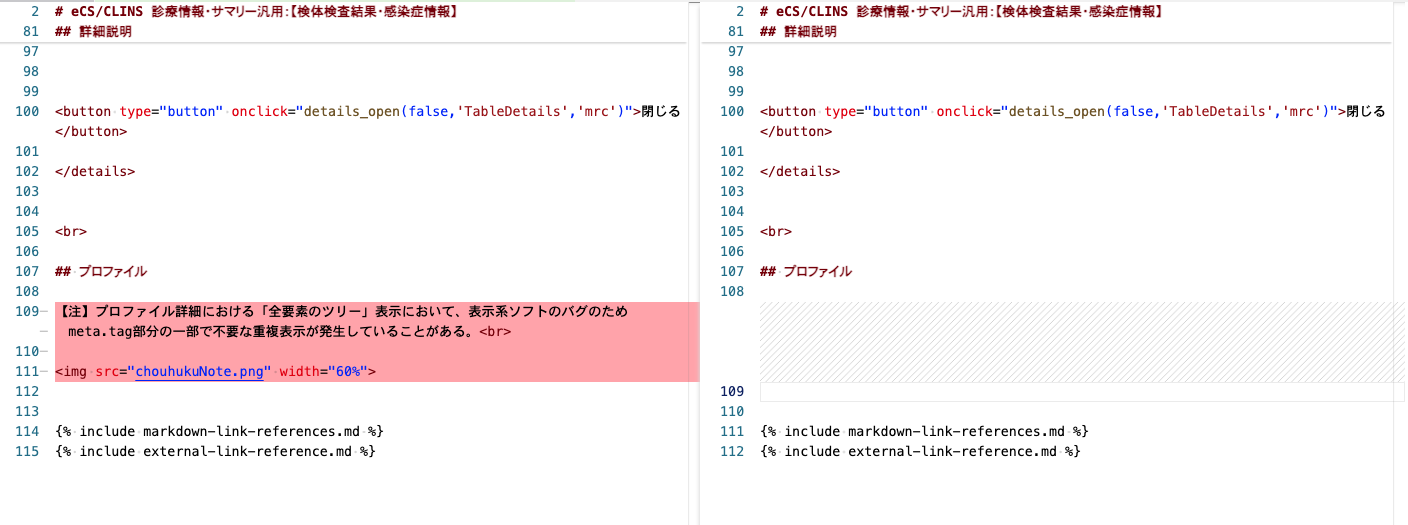 2 # eCS/CLINS 診療情報・サマリー汎用：【検体検査結果・感染症情報】
81 ## 詳細説明
97
98
99
100 <button type="button" onclick="details_open(false,'TableDetails','mrc')">閉じる
</button>
101
102 </details>
103
104
105 <br>
106
107 ## プロファイル
108
109 【注】プロファイル詳細における「全要素のツリー」表示において、表示系ソフトのバグのため
meta.tag部分の一部で不要な重複表示が発生していることがある。<br>
110
111 <img src="chouhukuNote.png" width="60%">
112
113
114 {% include markdown-link-references.md %}
115 {% include external-link-reference.md %}
2 # eCS/CLINS 診療情報・サマリー汎用：【検体検査結果・感染症情報】
81 ## 詳細説明
97
98
99
100 <button type="button" onclick="details_open(false,'TableDetails','mrc')">閉じる
</button>
101
102 </details>
103
104
105 <br>
106
107 ## プロファイル
108
109
110
111 {% include markdown-link-references.md %}
112 {% include external-link-reference.md %}